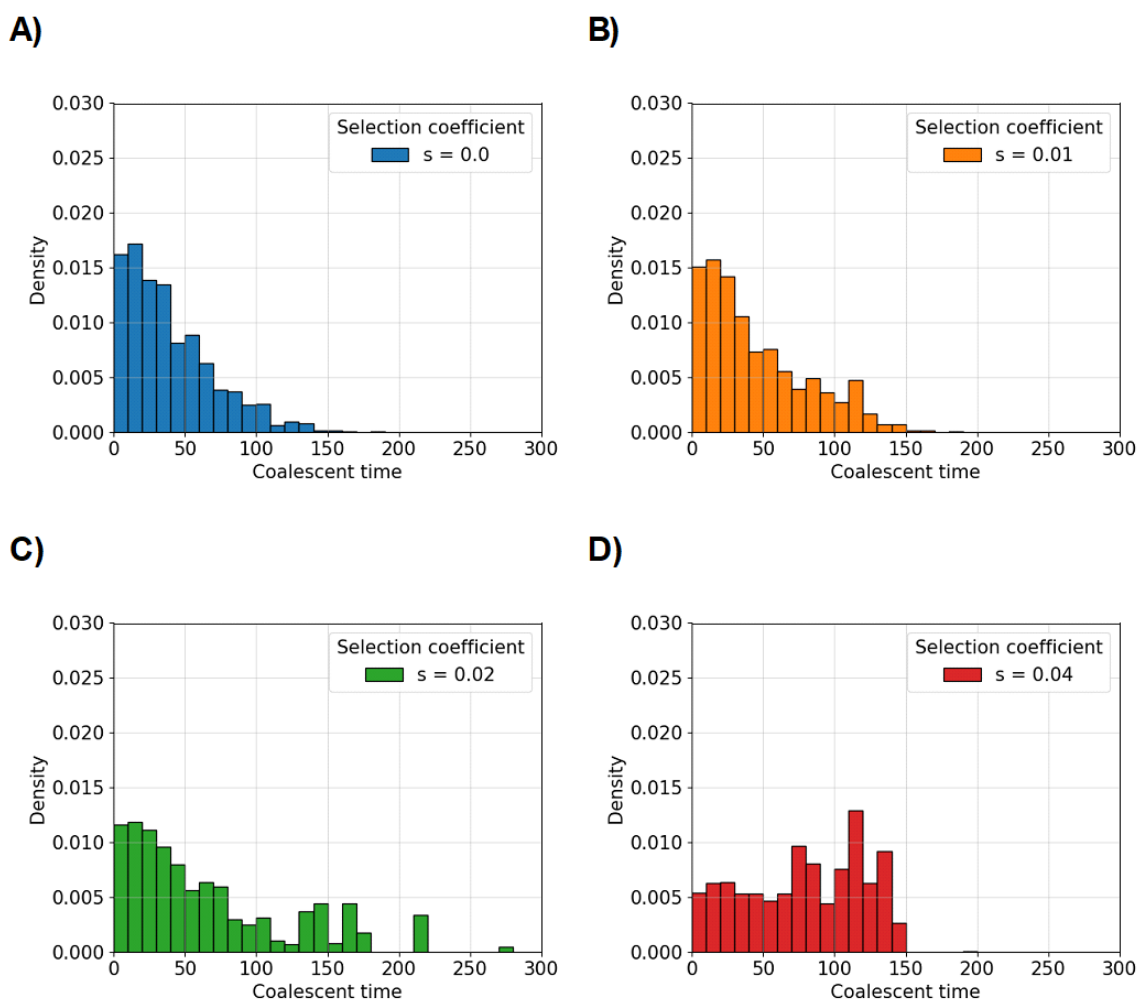 A)
B)
0.030
0.025
0.020
0.015
0.010
0.005
0.000
Density
Selection coefficient
s = 0.0
0 50 100 150 200 250 300
Coalescent time
0.030
0.025
0.020
0.015
0.010
0.005
0.000
Density
Selection coefficient
s = 0.01
0 50 100 150 200 250 300
Coalescent time
C)
D)
0.030
0.025
0.020
0.015
0.010
0.005
0.000
Density
Selection coefficient
s = 0.02
0 50 100 150 200 250 300
Coalescent time
0.030
0.025
0.020
0.015
0.010
0.005
0.000
Density
Selection coefficient
s = 0.04
0 50 100 150 200 250 300
Coalescent time